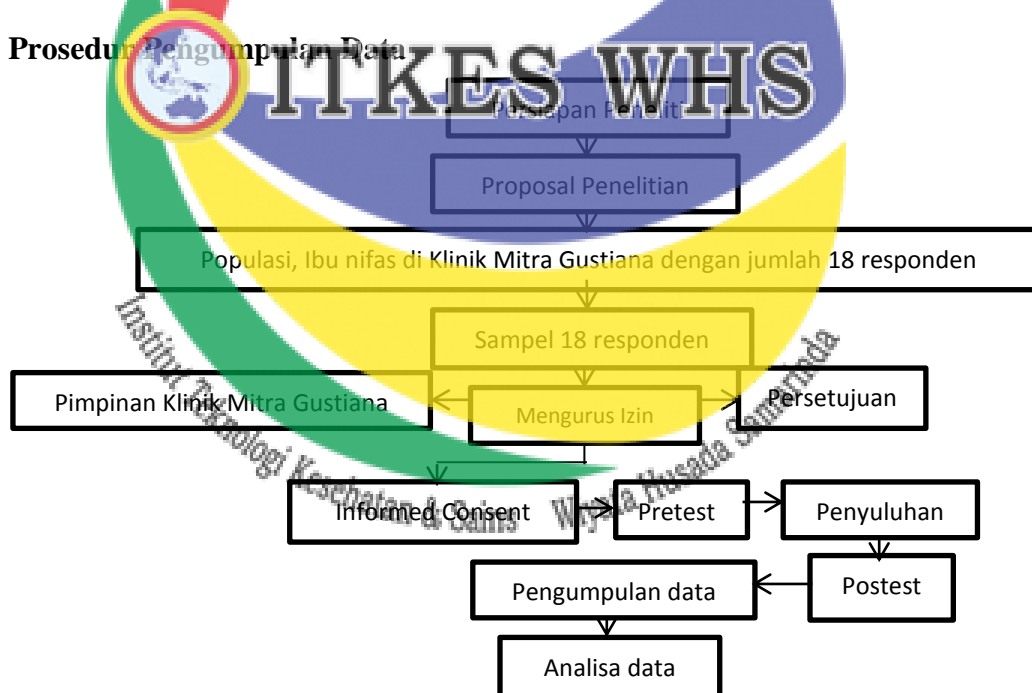 Prosedur Pengumpulan Data
ITKES WHS
Persiapan Peneliti
Proposal Penelitian
Populasi, Ibu nifas di Klinik Mitra Gustiana dengan jumlah 18 responden
Sampel 18 responden
Pimpinan Klinik Mitra Gustiana
Mengurus Izin
Persetujuan
Informed Consent
Pretest
Penyuluhan
Pengumpulan data
Postest
Analisa data
Institut Teknologi Kesehatan & Sains Wiyata Husada Samarinda